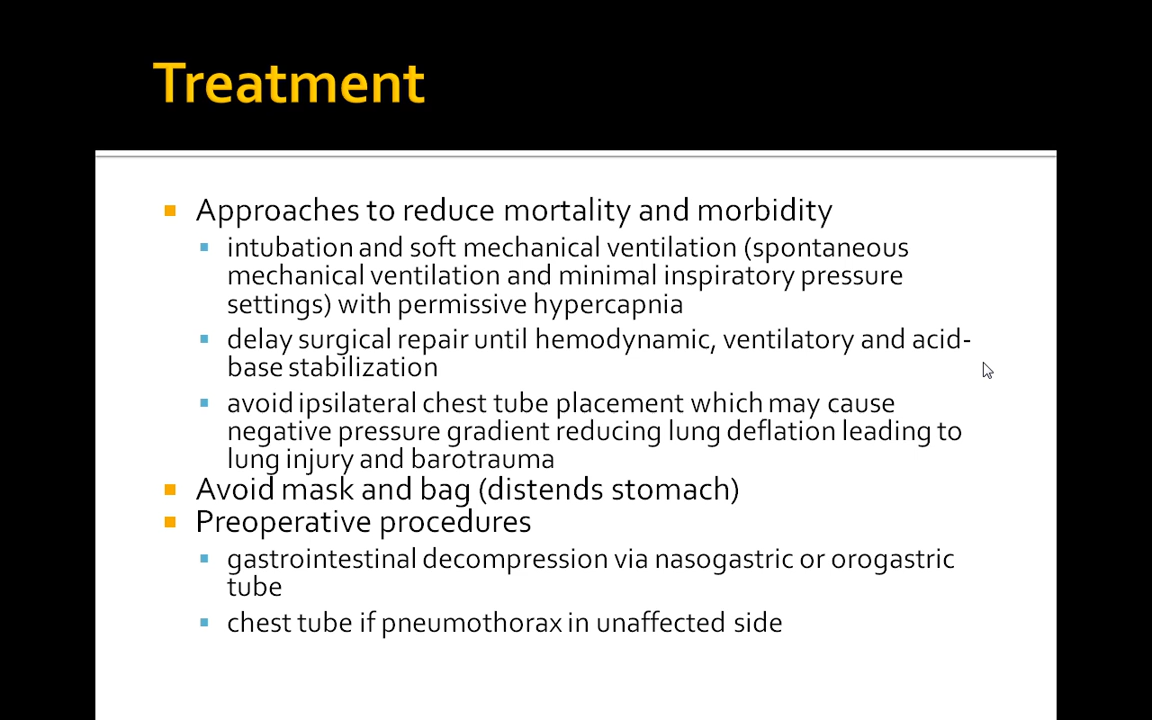 Treatment
Approaches to reduce mortality and morbidity
intubation and soft mechanical ventilation (spontaneous
mechanical ventilation and minimal inspiratory pressure
settings) with permissive hypercapnia
delay surgical repair until hemodynamic, ventilatory and acid-
base stabilization
avoid ipsilateral chest tube placement which may cause
negative pressure gradient reducing lung deflation leading to
lung injury and barotrauma
Avoid mask and bag (distends stomach)
Preoperative procedures
gastrointestinal decompression via nasogastric or orogastric
tube
chest tube if pneumothorax in unaffected side